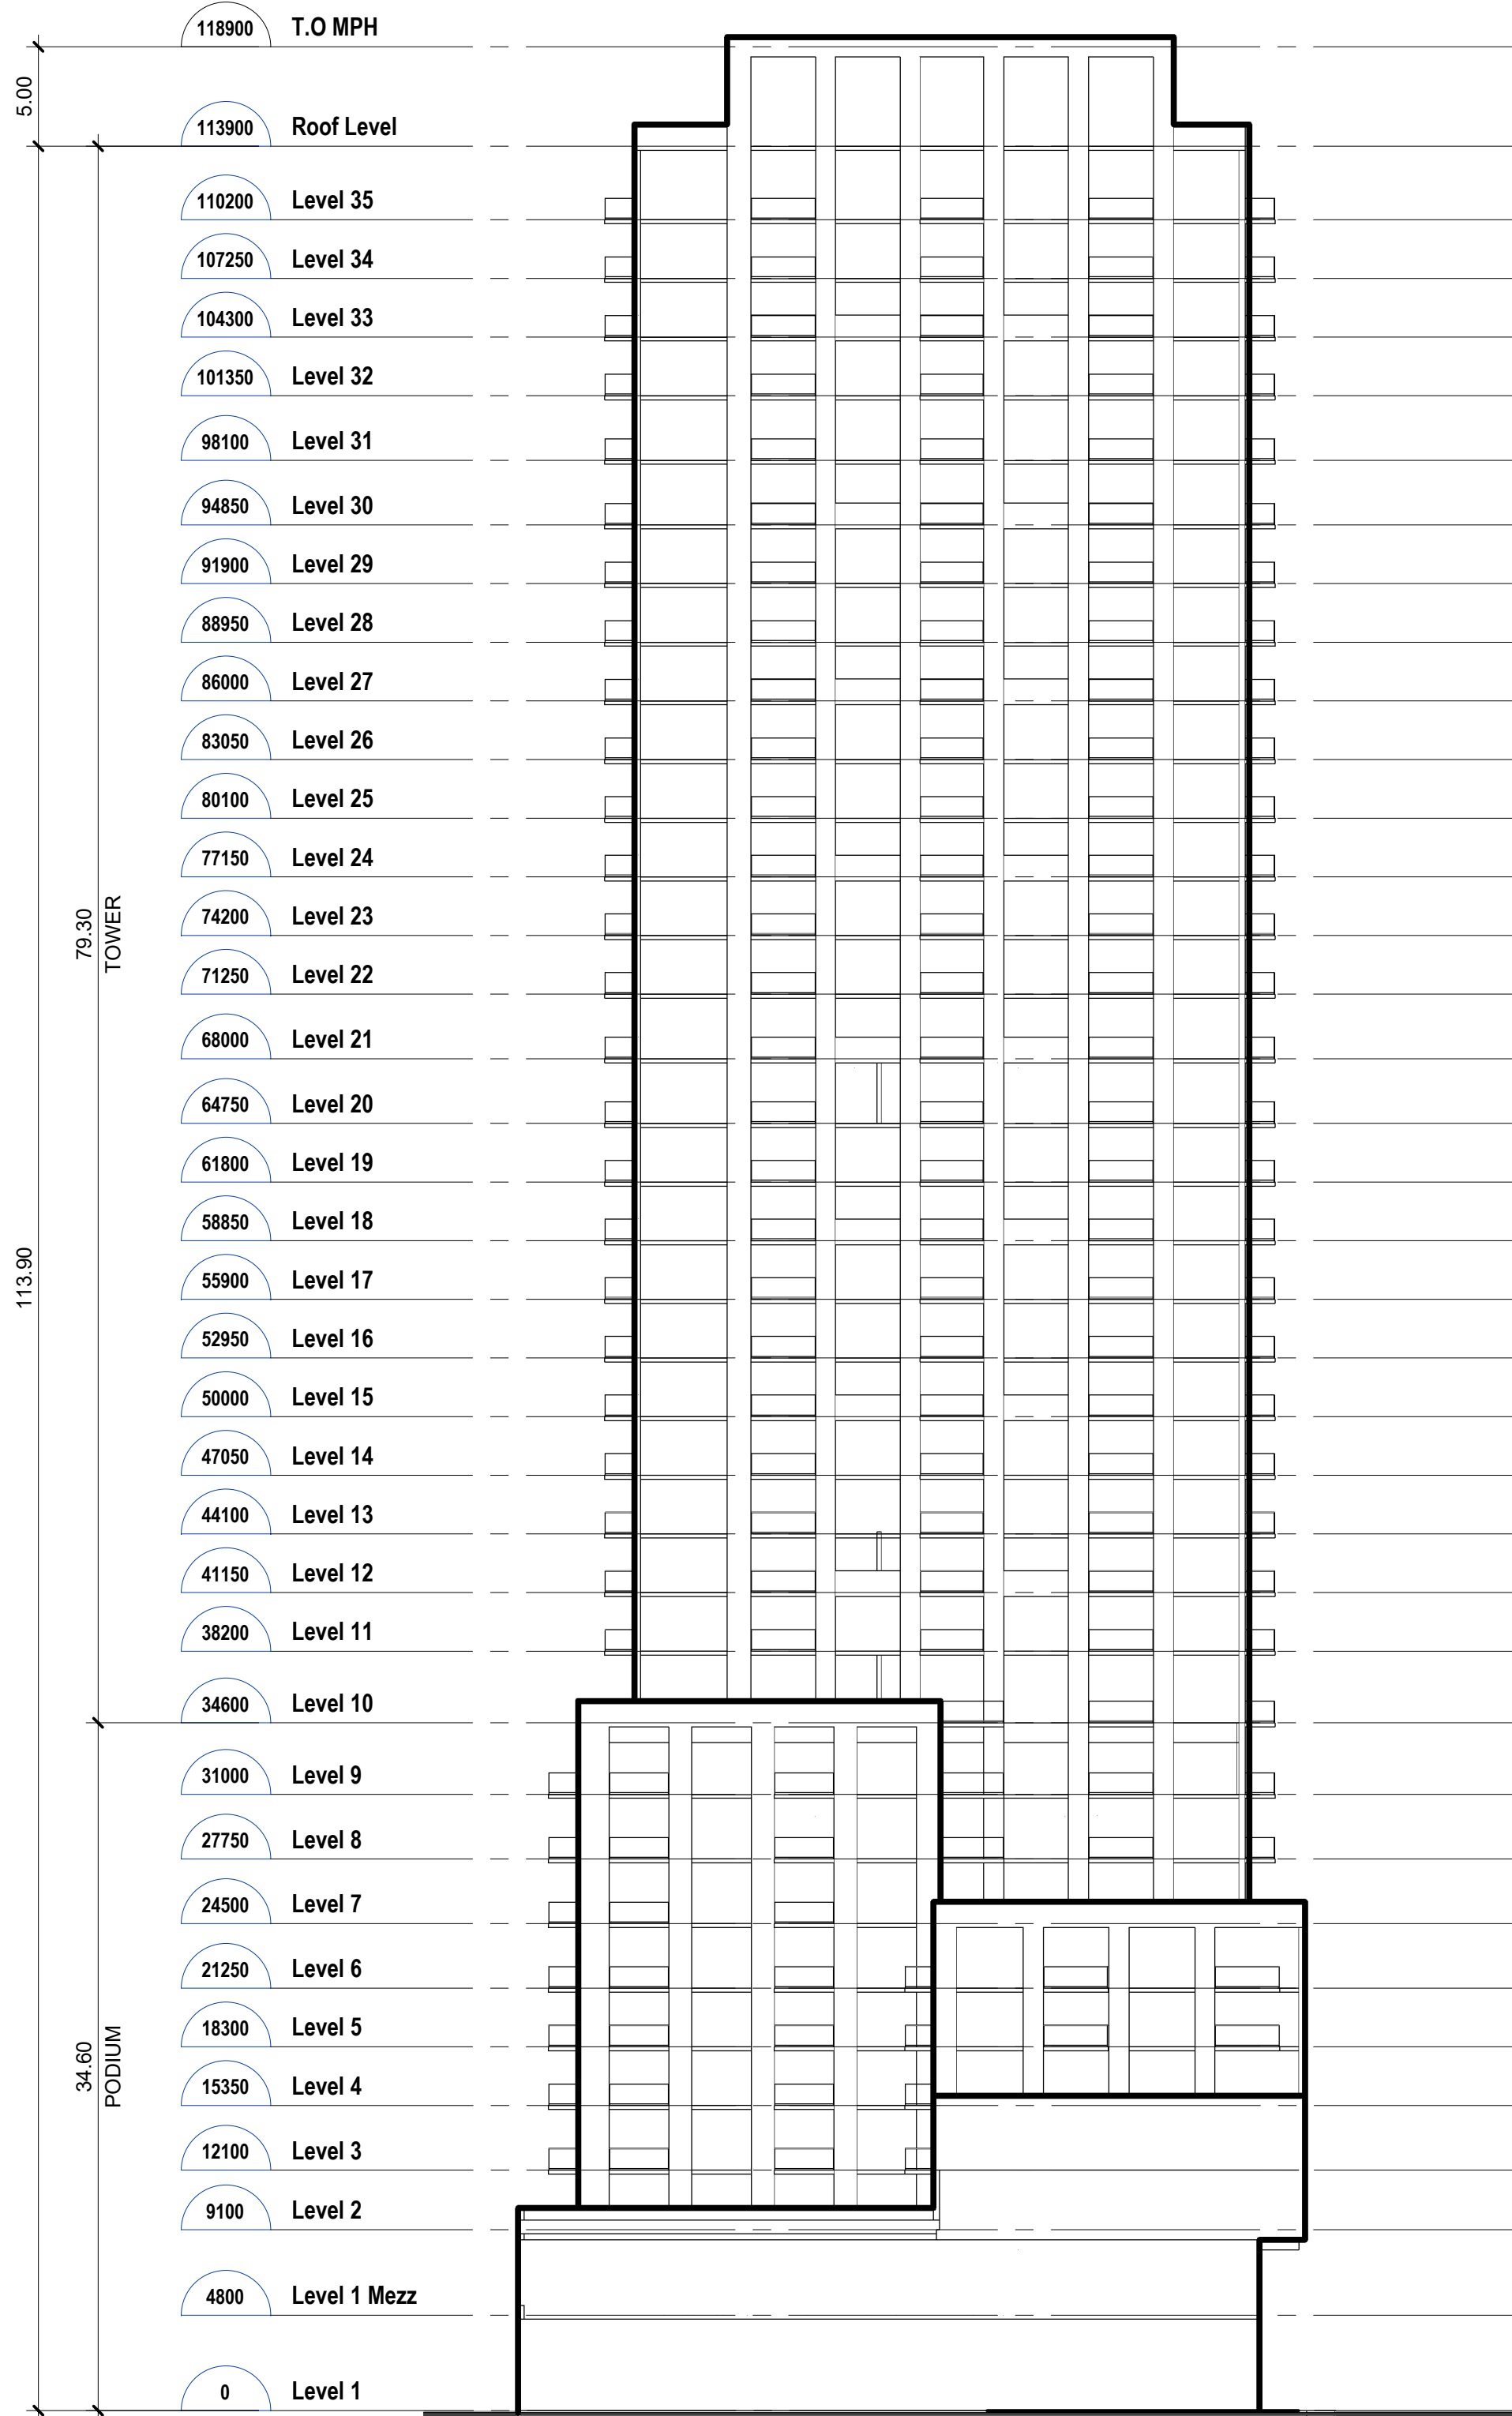 118900 T.O MPH
5.00
113900 Roof Level
110200 Level 35
107250 Level 34
104300 Level 33
101350 Level 32
98100 Level 31
94850 Level 30
91900 Level 29
88950 Level 28
86000 Level 27
83050 Level 26
80100 Level 25
77150 Level 24
74200 Level 23
79.30
TOWER
71250 Level 22
68000 Level 21
64750 Level 20
61800 Level 19
58850 Level 18
113.90
55900 Level 17
52950 Level 16
50000 Level 15
47050 Level 14
44100 Level 13
41150 Level 12
38200 Level 11
34600 Level 10
31000 Level 9
27750 Level 8
24500 Level 7
21250 Level 6
18300 Level 5
34.60
PODIUM
15350 Level 4
12100 Level 3
9100 Level 2
4800 Level 1 Mezz
0 Level 1